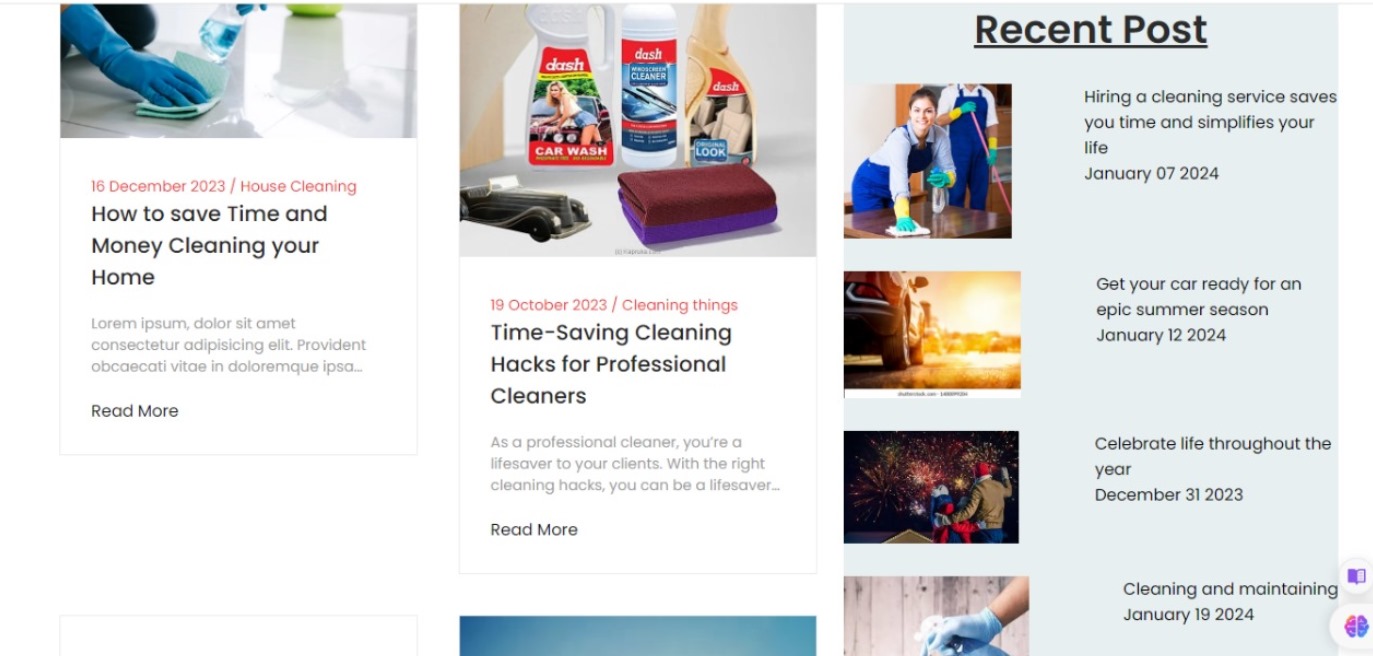 16 December 2023 / House Cleaning
How to save Time and
Money Cleaning your
Home
Lorem ipsum, dolor sit amet
consectetur adipisicing elit. Provident
obcaecati vitae in doloremque ipsa...
Read More
dash
CAR WASH
dash
WINDSCREEN
CLEANER
dash
ORIGINAL
LOOK
19 October 2023 / Cleaning things
Time-Saving Cleaning
Hacks for Professional
Cleaners
As a professional cleaner, you’re a
lifesaver to your clients. With the right
cleaning hacks, you can be a lifesaver...
Read More
Recent Post
Hiring a cleaning service saves
you time and simplifies your
life
January 07 2024
Get your car ready for an
epic summer season
January 12 2024
Celebrate life throughout the
year
December 31 2023
Cleaning and maintaining
January 19 2024